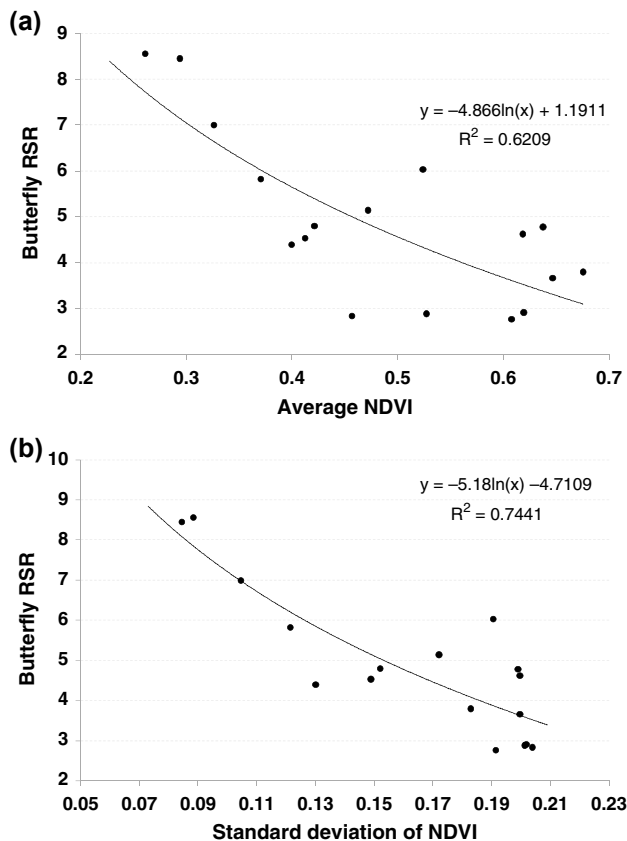 (a)
9
8
7
6
5
4
3
2
Butterfly RSR
y = –4.866ln(x) + 1.1911
R² = 0.6209
0.2 0.3 0.4 0.5 0.6 0.7
Average NDVI
(b)
10
9
8
7
6
5
4
3
2
Butterfly RSR
y = –5.18ln(x) –4.7109
R² = 0.7441
0.05 0.07 0.09 0.11 0.13 0.15 0.17 0.19 0.21 0.23
Standard deviation of NDVI